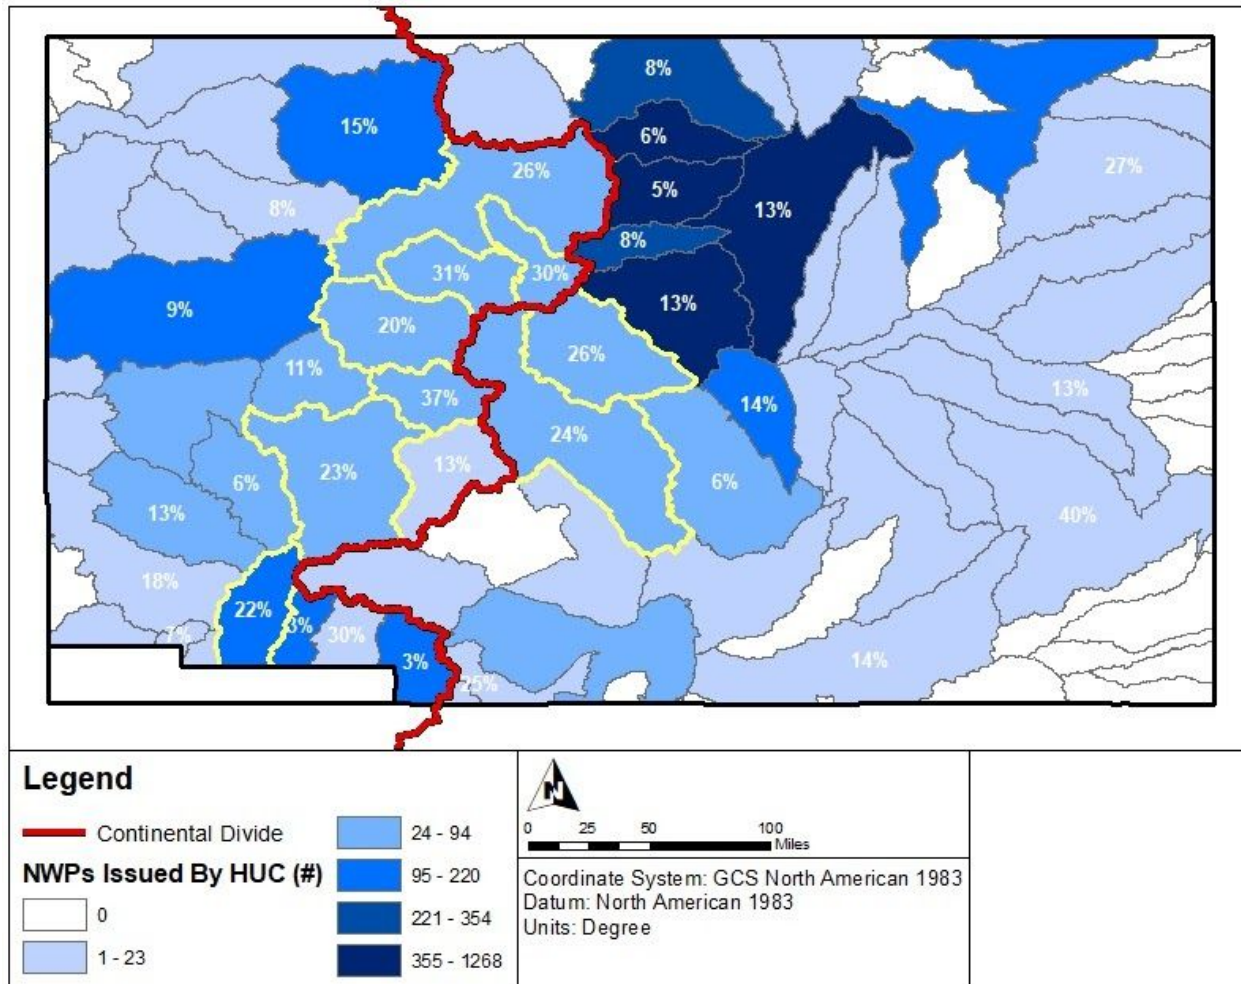 8%
15%
6%
26%
27%
5%
8%
13%
8%
31%
30%
9%
13%
20%
26%
11%
37%
13%
14%
24%
13%
23%
6%
6%
13%
40%
18%
22%
3%
30%
7%
3%
14%
25%
Legend
Continental Divide
NWPs Issued By HUC (#)
0
1 - 23
24 - 94
95 - 220
221 - 354
355 - 1268
N
0 25 50 100
Miles
Coordinate System: GCS North American 1983
Datum: North American 1983
Units: Degree